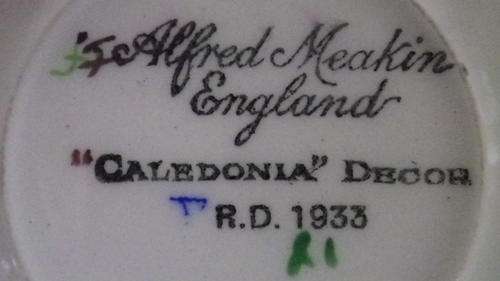 Alfred Meakin
England
"CALEDONIA" DECOR
R.D. 1933